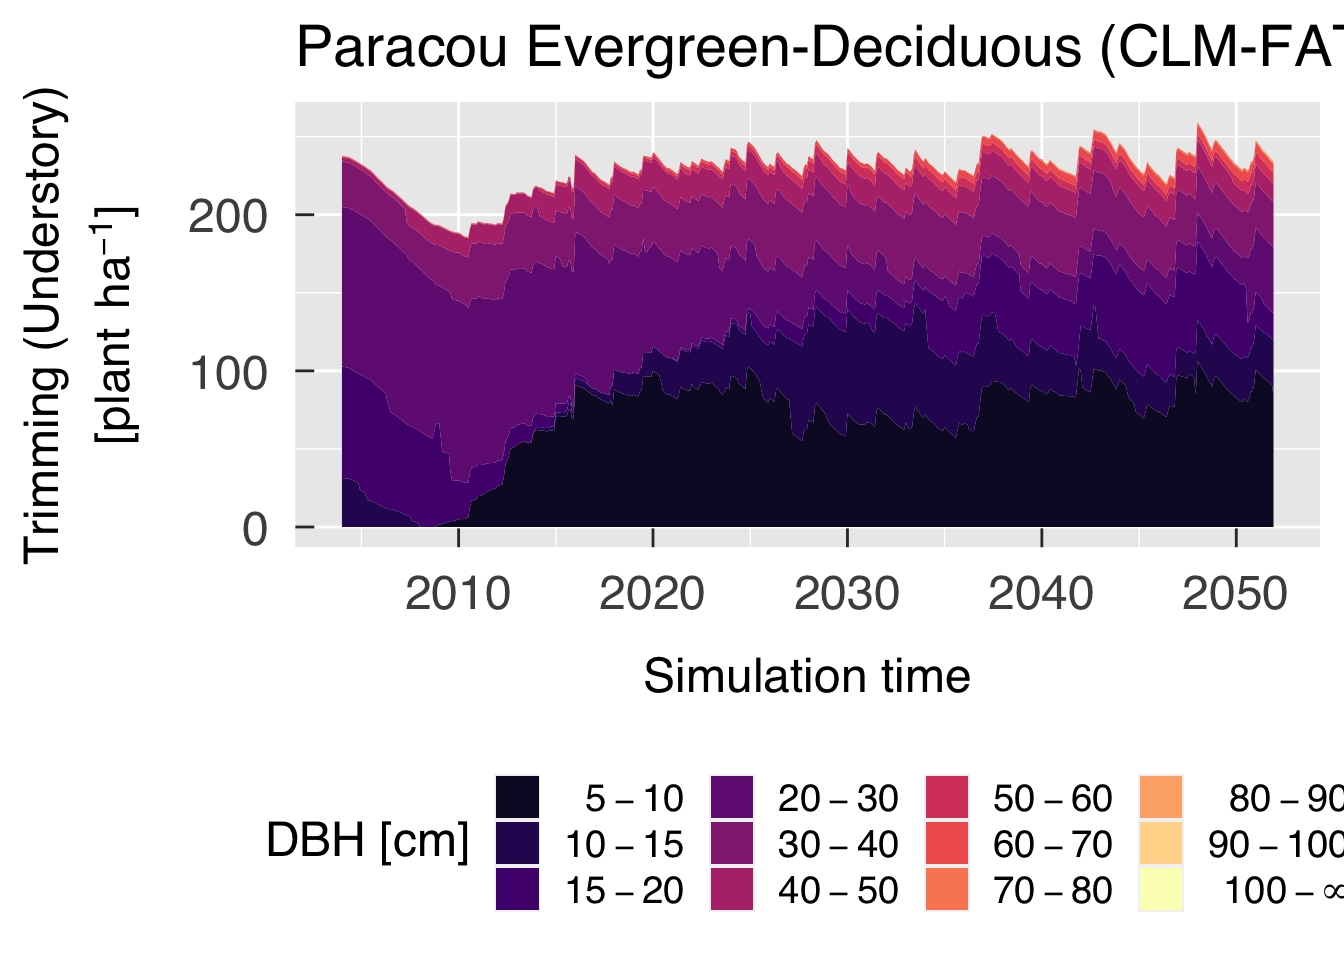 Paracou Evergreen-Deciduous (CLM-FAT
Trimming (Understory)
[plant ha⁻¹]
200
100
0
2010 2020 2030 2040 2050
Simulation time
DBH [cm]
5 – 10 20 – 30 50 – 60 80 – 90
10 – 15 30 – 40 60 – 70 90 – 100
15 – 20 40 – 50 70 – 80 100 – ∞